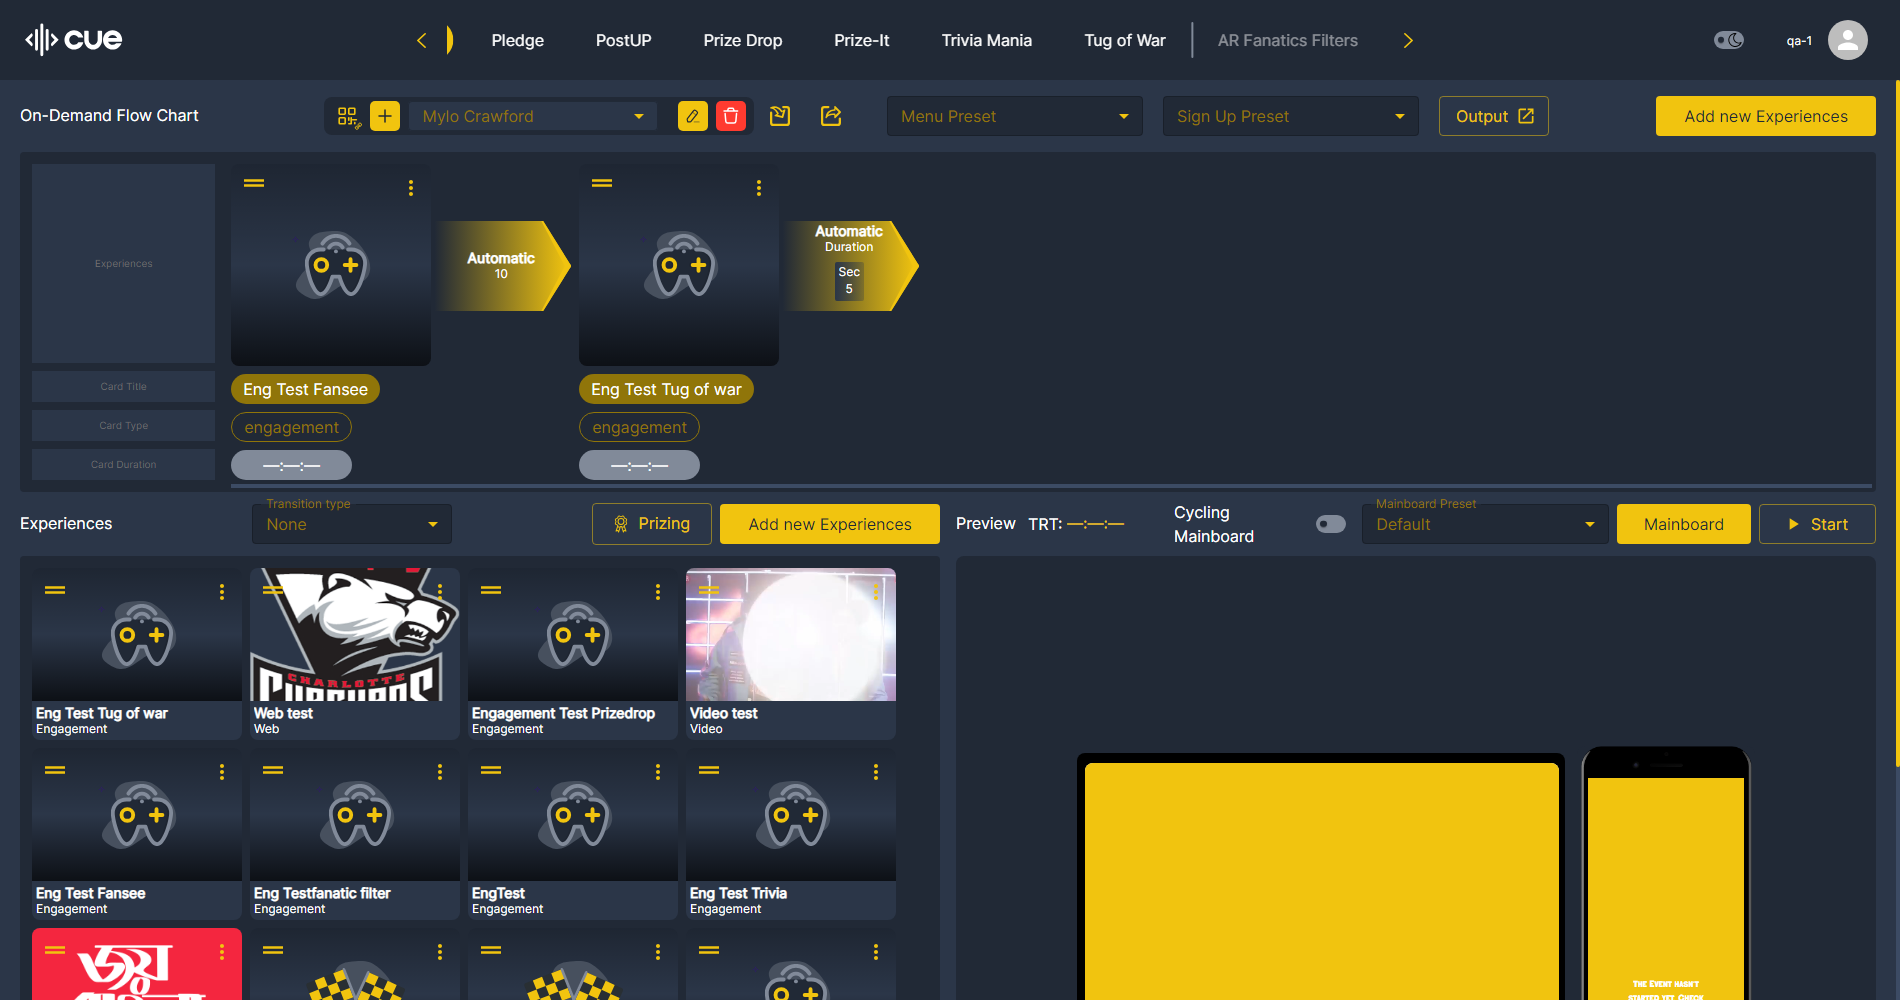 cue
Pledge
PostUP
Prize Drop
Prize-It
Trivia Mania
Tug of War
AR Fanatics Filters
qa-1
On-Demand Flow Chart
Mylo Crawford
Menu Preset
Sign Up Preset
Output
Add new Experiences
Experiences
Automatic
10
Automatic
Duration
Sec
5
Card Title
Eng Test Fansee
Eng Test Tug of war
Card Type
engagement
engagement
Card Duration
—:—:—
—:—:—
Experiences
Transition type
None
Prizing
Add new Experiences
Preview
TRT: —:—:—
Cycling
Mainboard
Mainboard Preset
Default
Mainboard
Start
CHARLOTTE
Eng Test Tug of war
Engagement
Web test
Web
Engagement Test Prizedrop
Engagement
Video test
Video
Eng Test Fansee
Engagement
Eng Testfanatic filter
Engagement
EngTest
Engagement
Eng Test Trivia
Engagement
জয়
The Event hasn't
started yet. Check